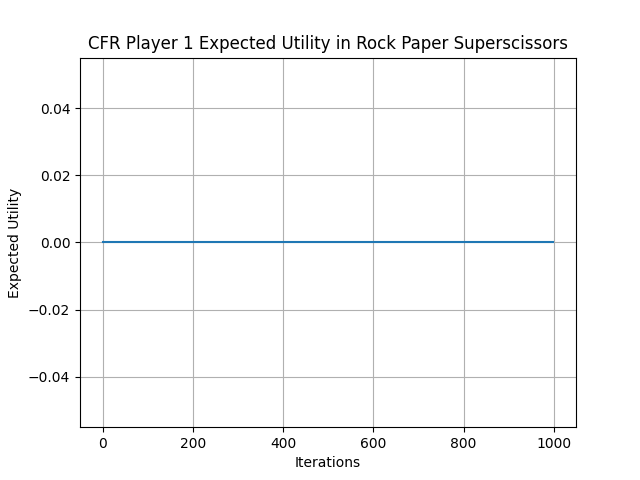 CFR Player 1 Expected Utility in Rock Paper Superscissors
0.04
0.02
0.00
−0.02
−0.04
Expected Utility
0 200 400 600 800 1000
Iterations